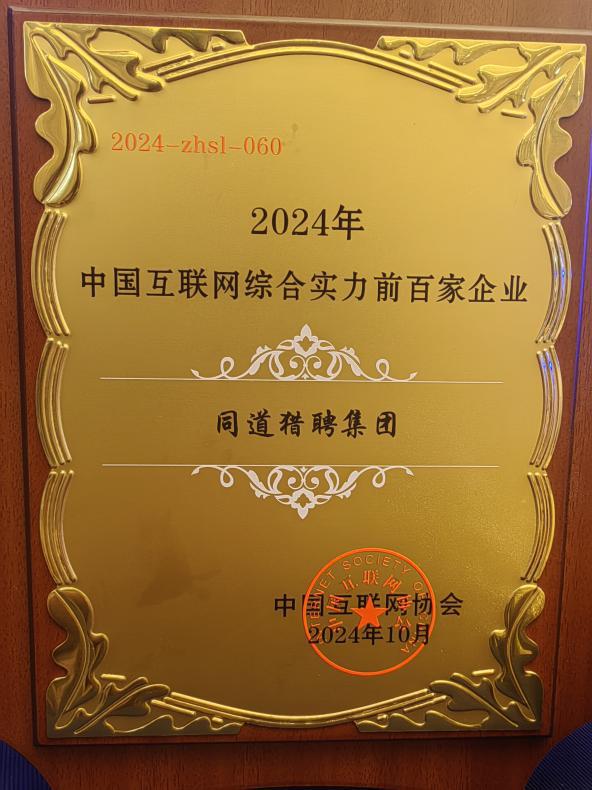 2024-zhsl-060
2024年
中国互联网综合实力前百家企业
同道猎聘集团
中国互联网协会
2024年10月